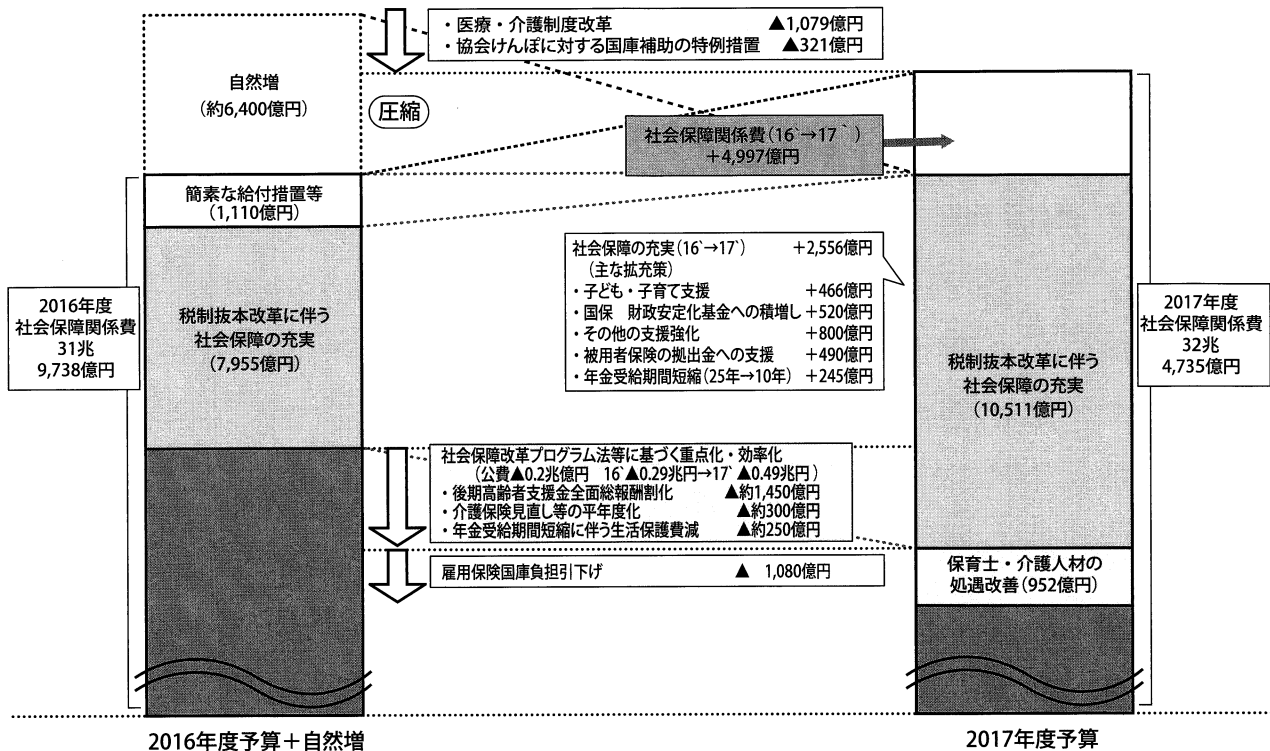 ・医療・介護制度改革 ▲1,079億円
・協会けんぽに対する国庫補助の特例措置 ▲321億円
自然増
(約6,400億円)
圧縮
社会保障関係費(16`→17`)
+4,997億円
簡素な給付措置等
(1,110億円)
社会保障の充実(16`→17`) +2,556億円
(主な拡充策)
・子ども・子育て支援 +466億円
・国保 財政安定化基金への積増し +520億円
・その他の支援強化 +800億円
・被用者保険の拠出金への支援 +490億円
・年金受給期間短縮(25年→10年) +245億円
2016年度
社会保障関係費
31兆
9,738億円
税制抜本改革に伴う
社会保障の充実
(7,955億円)
2017年度
社会保障関係費
32兆
4,735億円
税制抜本改革に伴う
社会保障の充実
(10,511億円)
社会保障改革プログラム法等に基づく重点化・効率化
(公費▲0.2兆億円 16`▲0.29兆円→17`▲0.49兆円)
・後期高齢者支援金全面総報酬割化 ▲約1,450億円
・介護保険見直し等の平年度化 ▲約300億円
・年金受給期間短縮に伴う生活保護費減 ▲約250億円
雇用保険国庫負担引下げ ▲ 1,080億円
保育士・介護人材の
処遇改善(952億円)
2016年度予算+自然増
2017年度予算